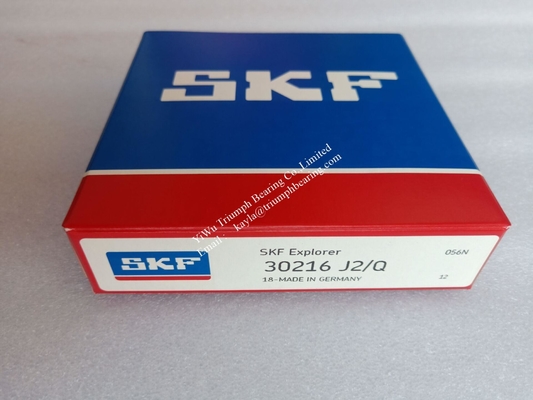 SKF
YiWu Triumph Bearing Co.,Limited
Email: kayla@triumphbearing.com
SKF
SKF Explorer
056N
30216 J2/Q
18-MADE IN GERMANY
12